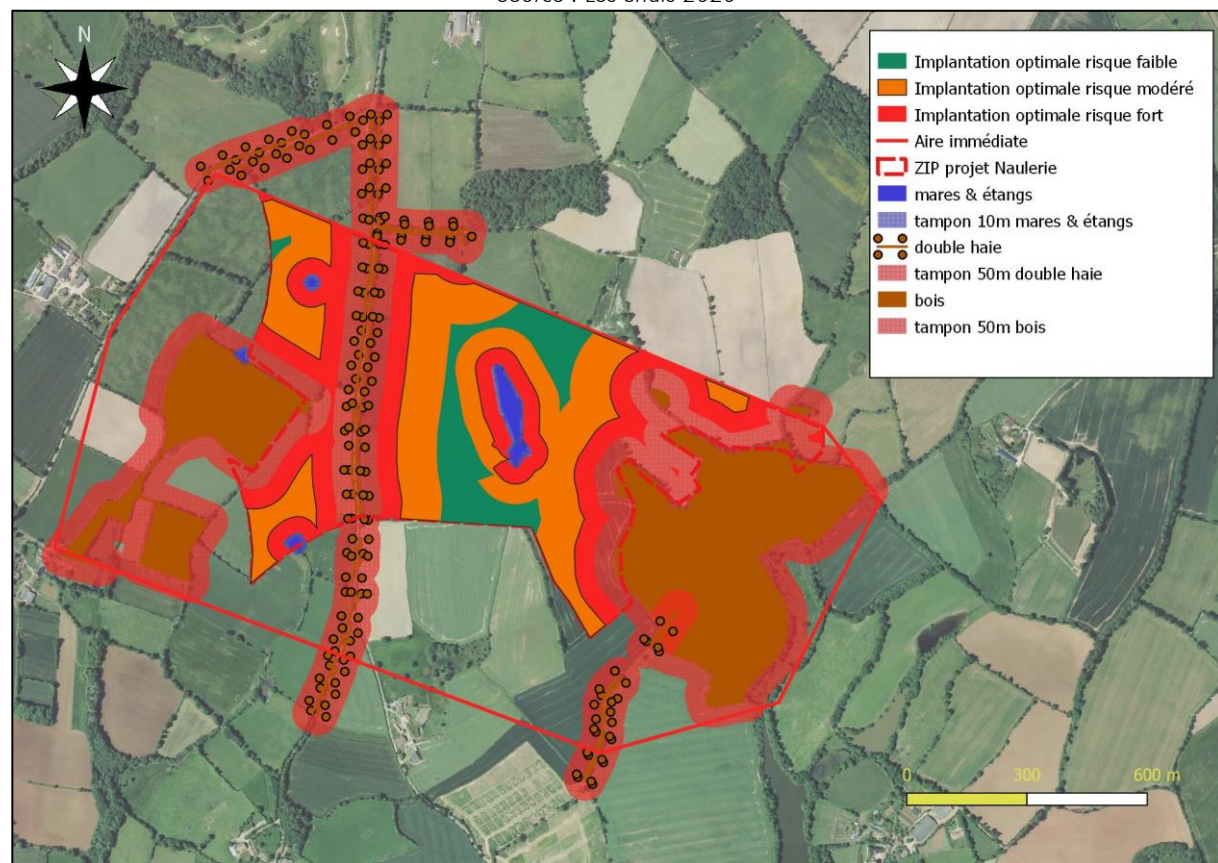 N
Implantation optimale risque faible
Implantation optimale risque modéré
Implantation optimale risque fort
Aire immédiate
ZIP projet Naulerie
mares & étangs
tampon 10m mares & étangs
double haie
tampon 50m double haie
bois
tampon 50m bois
0 300 600 m